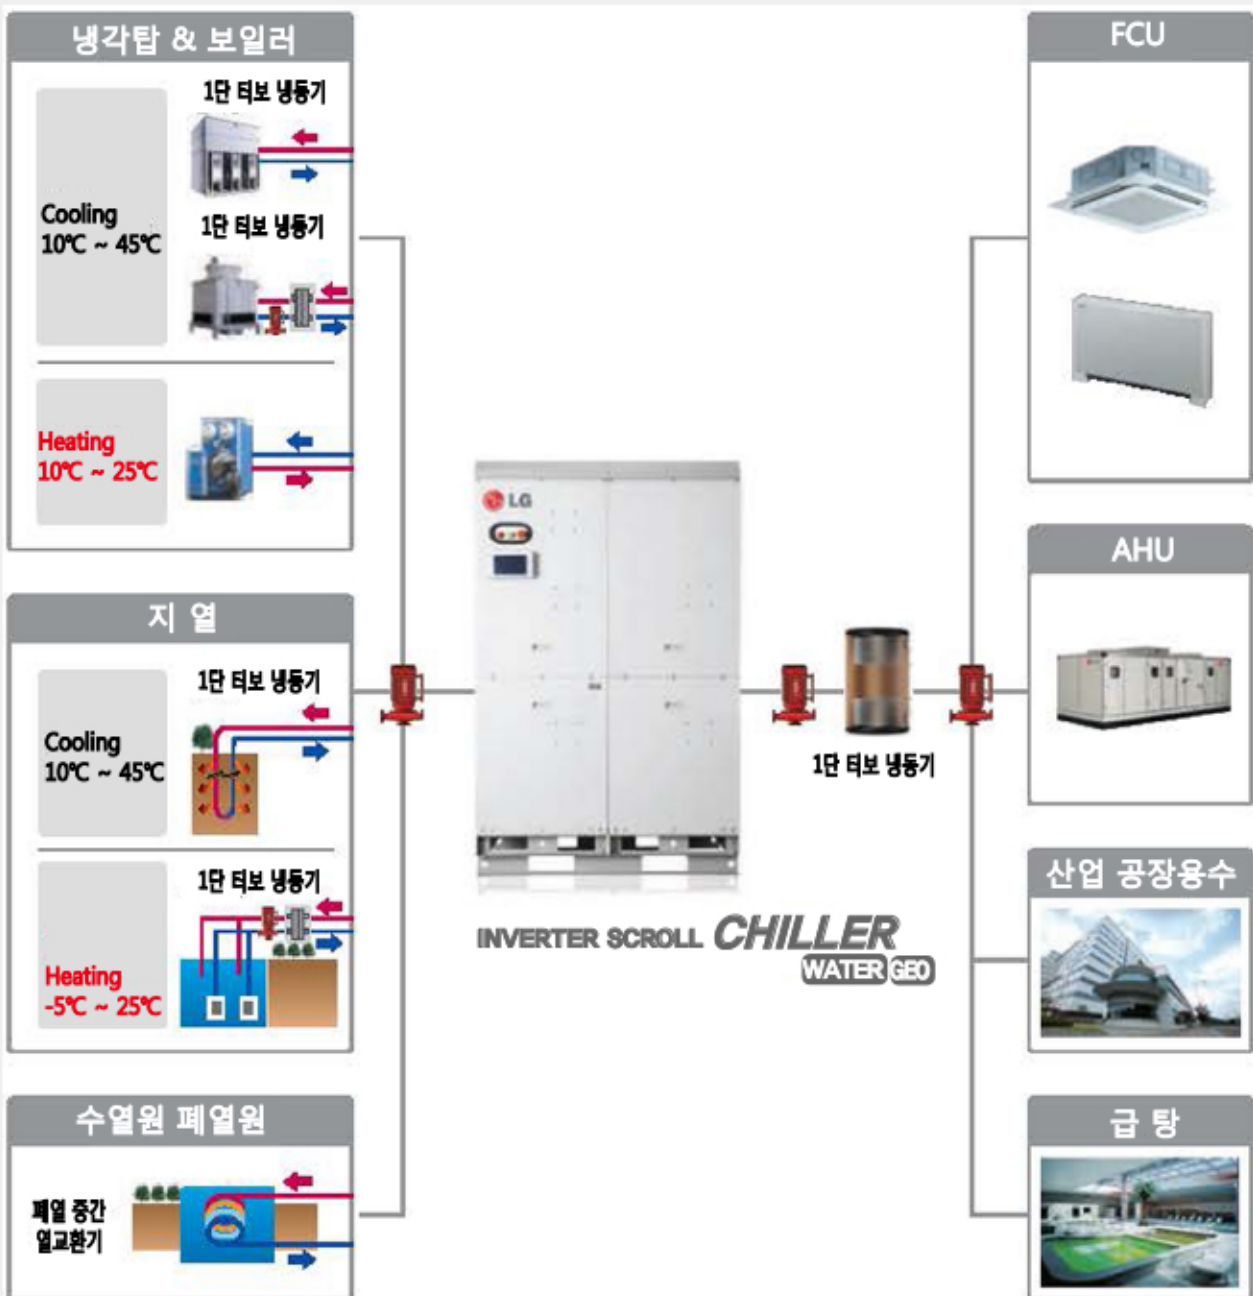 냉각탑 & 보일러
1단 터보 냉동기
Cooling
10℃ ~ 45℃
1단 터보 냉동기
Heating
10℃ ~ 25℃
지 열
1단 터보 냉동기
Cooling
10℃ ~ 45℃
1단 터보 냉동기
Heating
-5℃ ~ 25℃
수열원 폐열원
폐열 중간
열교환기
LG
1단 터보 냉동기
INVERTER SCROLL CHILLER
WATER GEO
FCU
AHU
산업 공장용수
급 탕